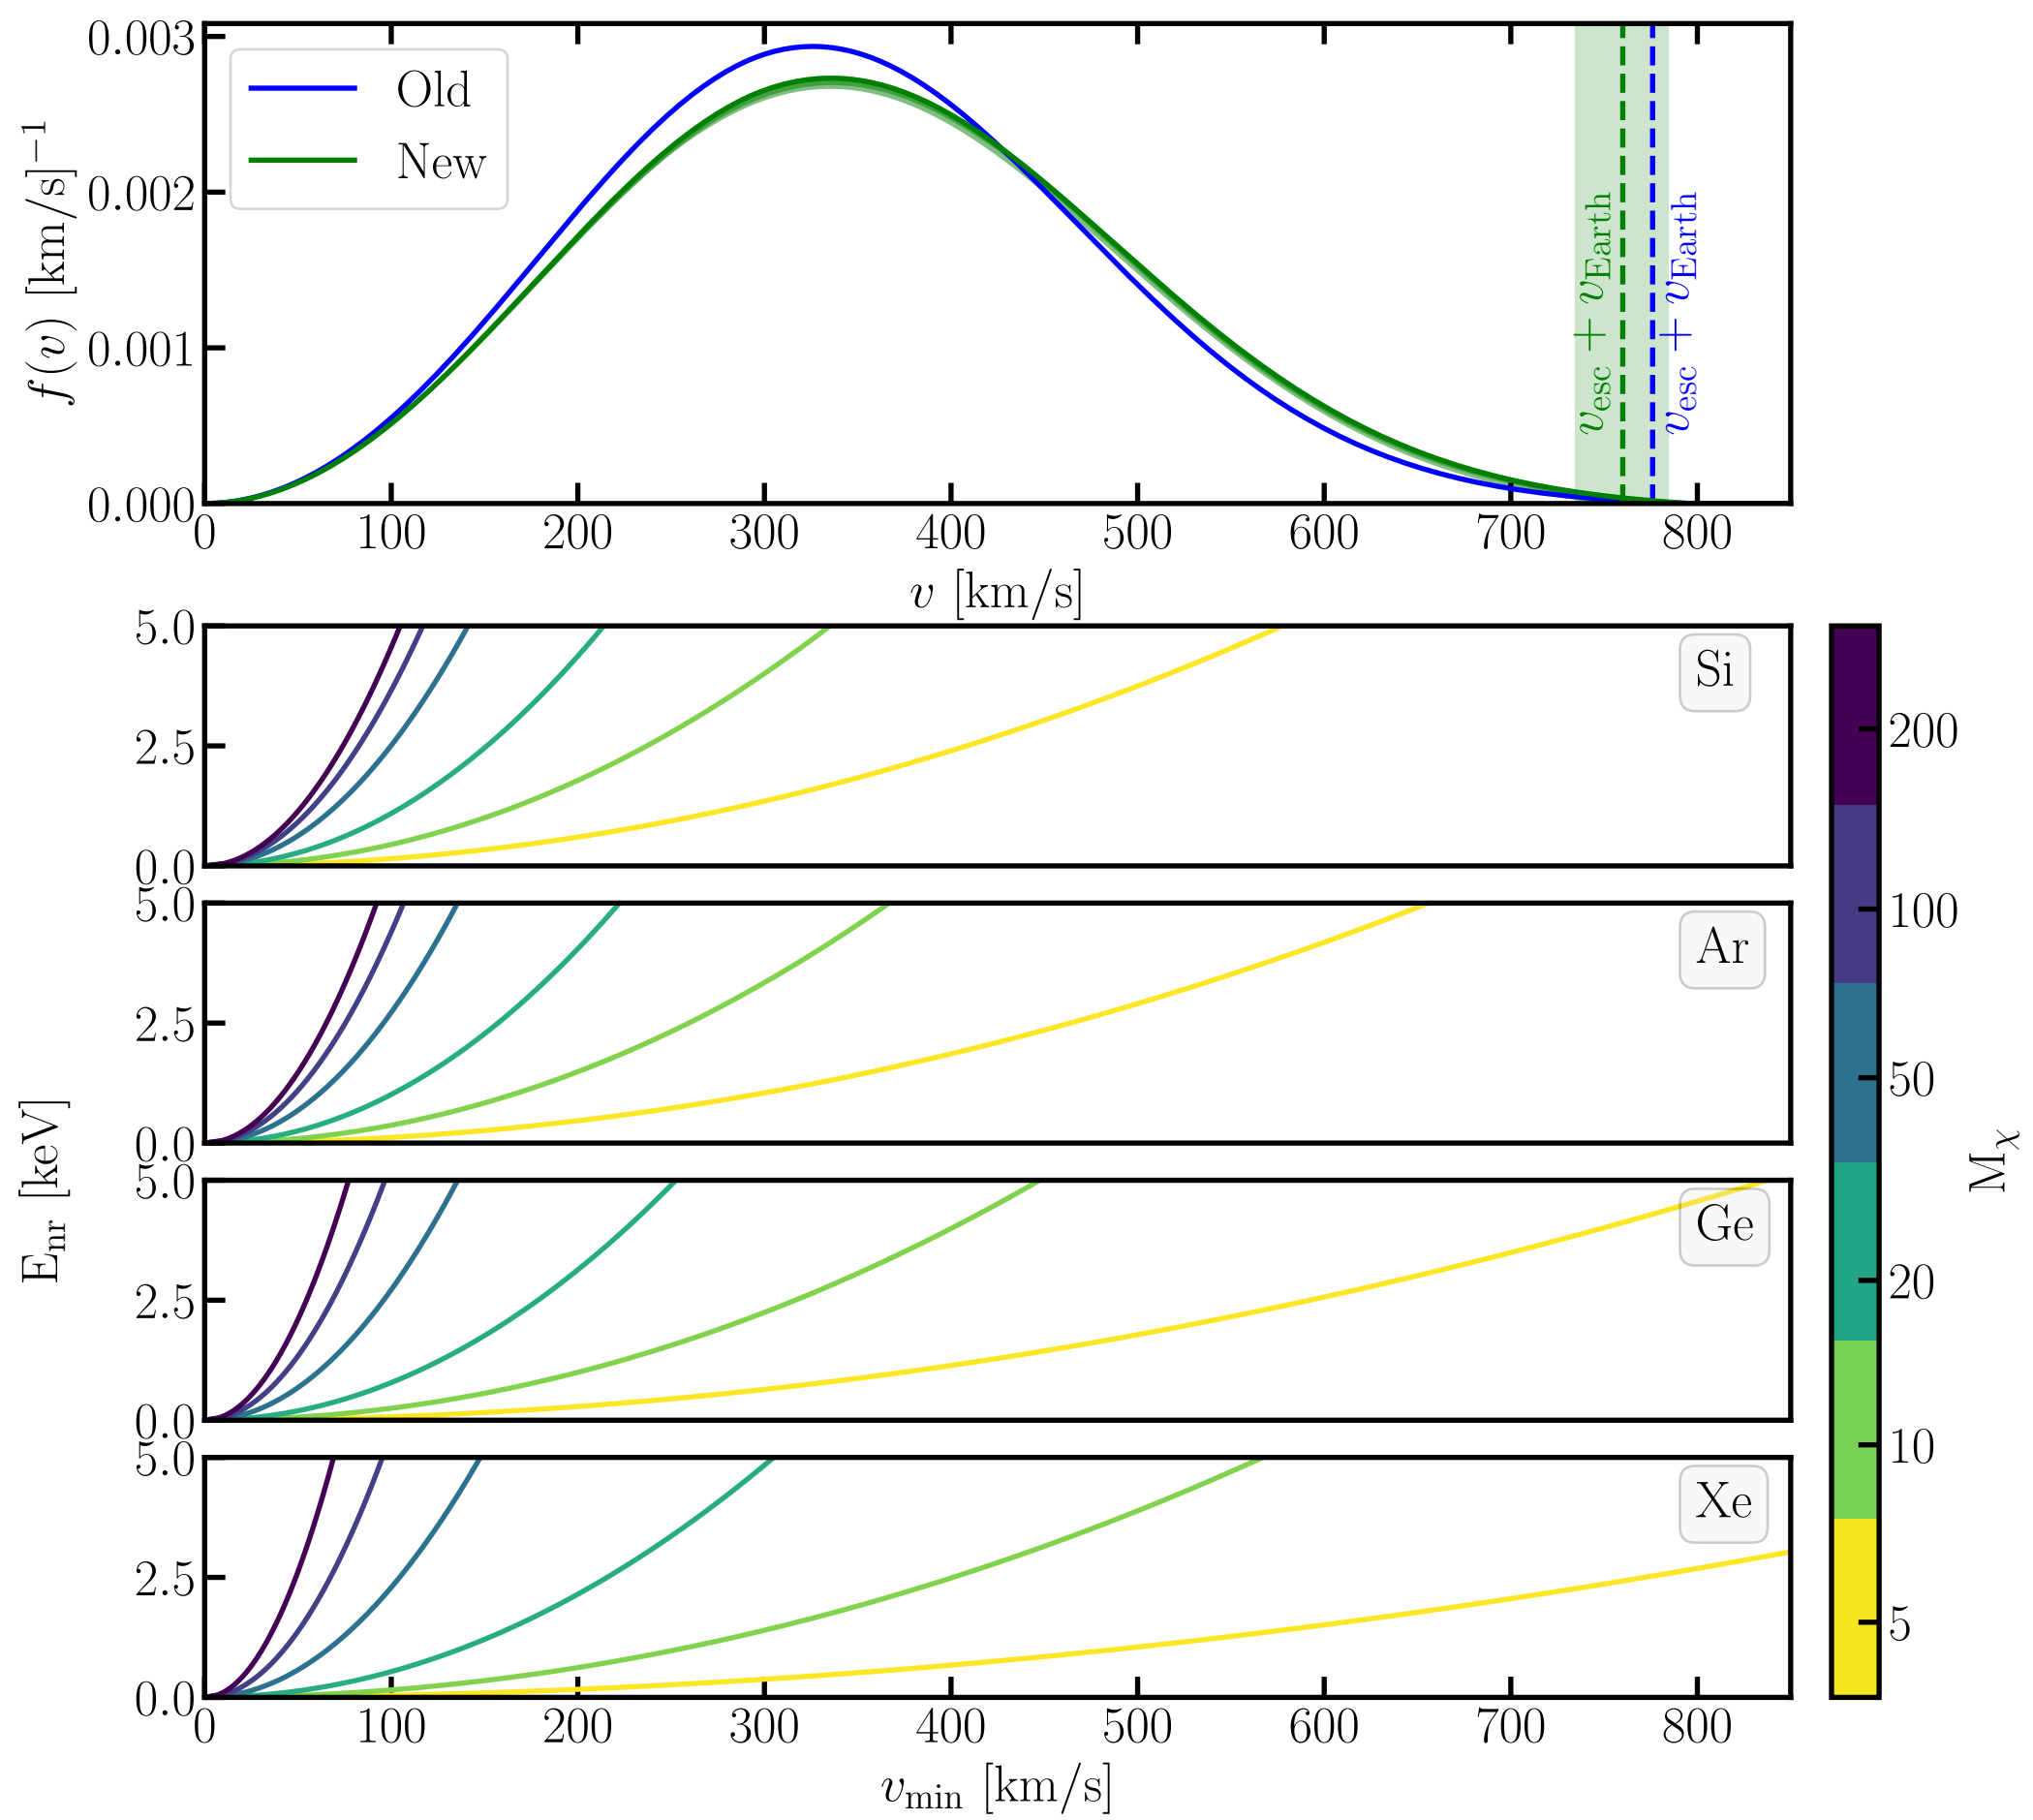 0.003
0.002
0.001
0.000
f(v) [km/s]⁻¹
Old
New
v_esc + v_Earth
v_esc + v_Earth
0 100 200 300 400 500 600 700 800
v [km/s]
5.0
2.5
0.0
Si
5.0
2.5
0.0
Ar
5.0
2.5
0.0
Ge
5.0
2.5
0.0
Xe
E_nr [keV]
0 100 200 300 400 500 600 700 800
v_min [km/s]
200
100
50
20
10
5
M_χ